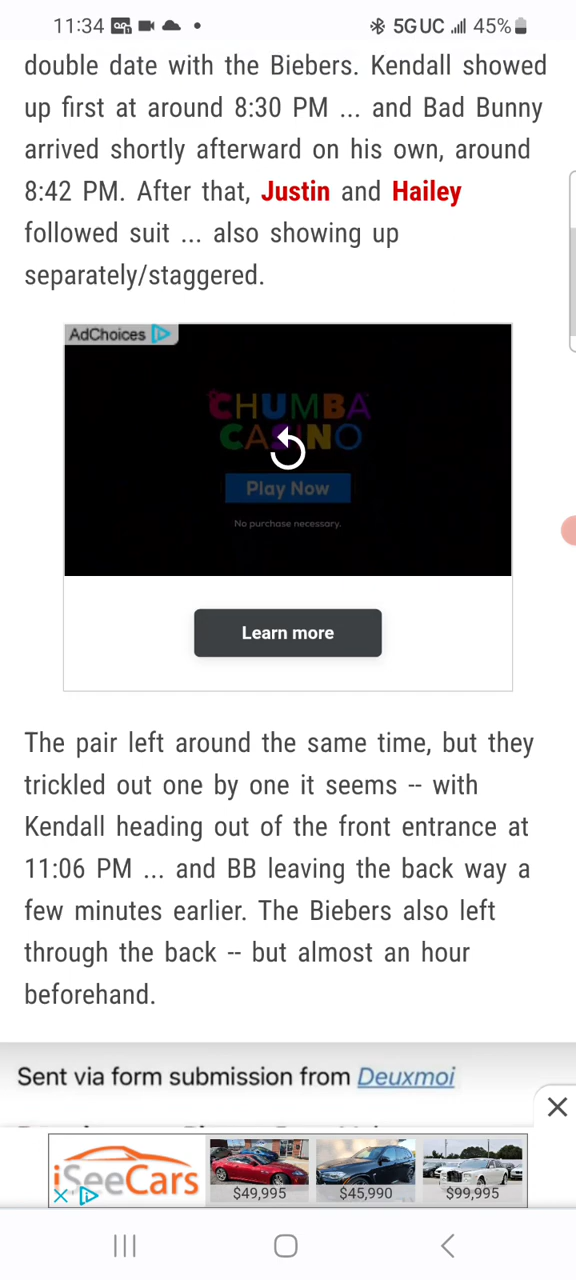 11:34 5GUC 45%
double date with the Biebers. Kendall showed
up first at around 8:30 PM ... and Bad Bunny
arrived shortly afterward on his own, around
8:42 PM. After that, Justin and Hailey
followed suit ... also showing up
separately/staggered.
AdChoices
CHUMBA
CASINO
Play Now
No purchase necessary.
Learn more
The pair left around the same time, but they
trickled out one by one it seems -- with
Kendall heading out of the front entrance at
11:06 PM ... and BB leaving the back way a
few minutes earlier. The Biebers also left
through the back -- but almost an hour
beforehand.
Sent via form submission from Deuxmoi
iSeeCars
$49,995 $45,990 $99,995